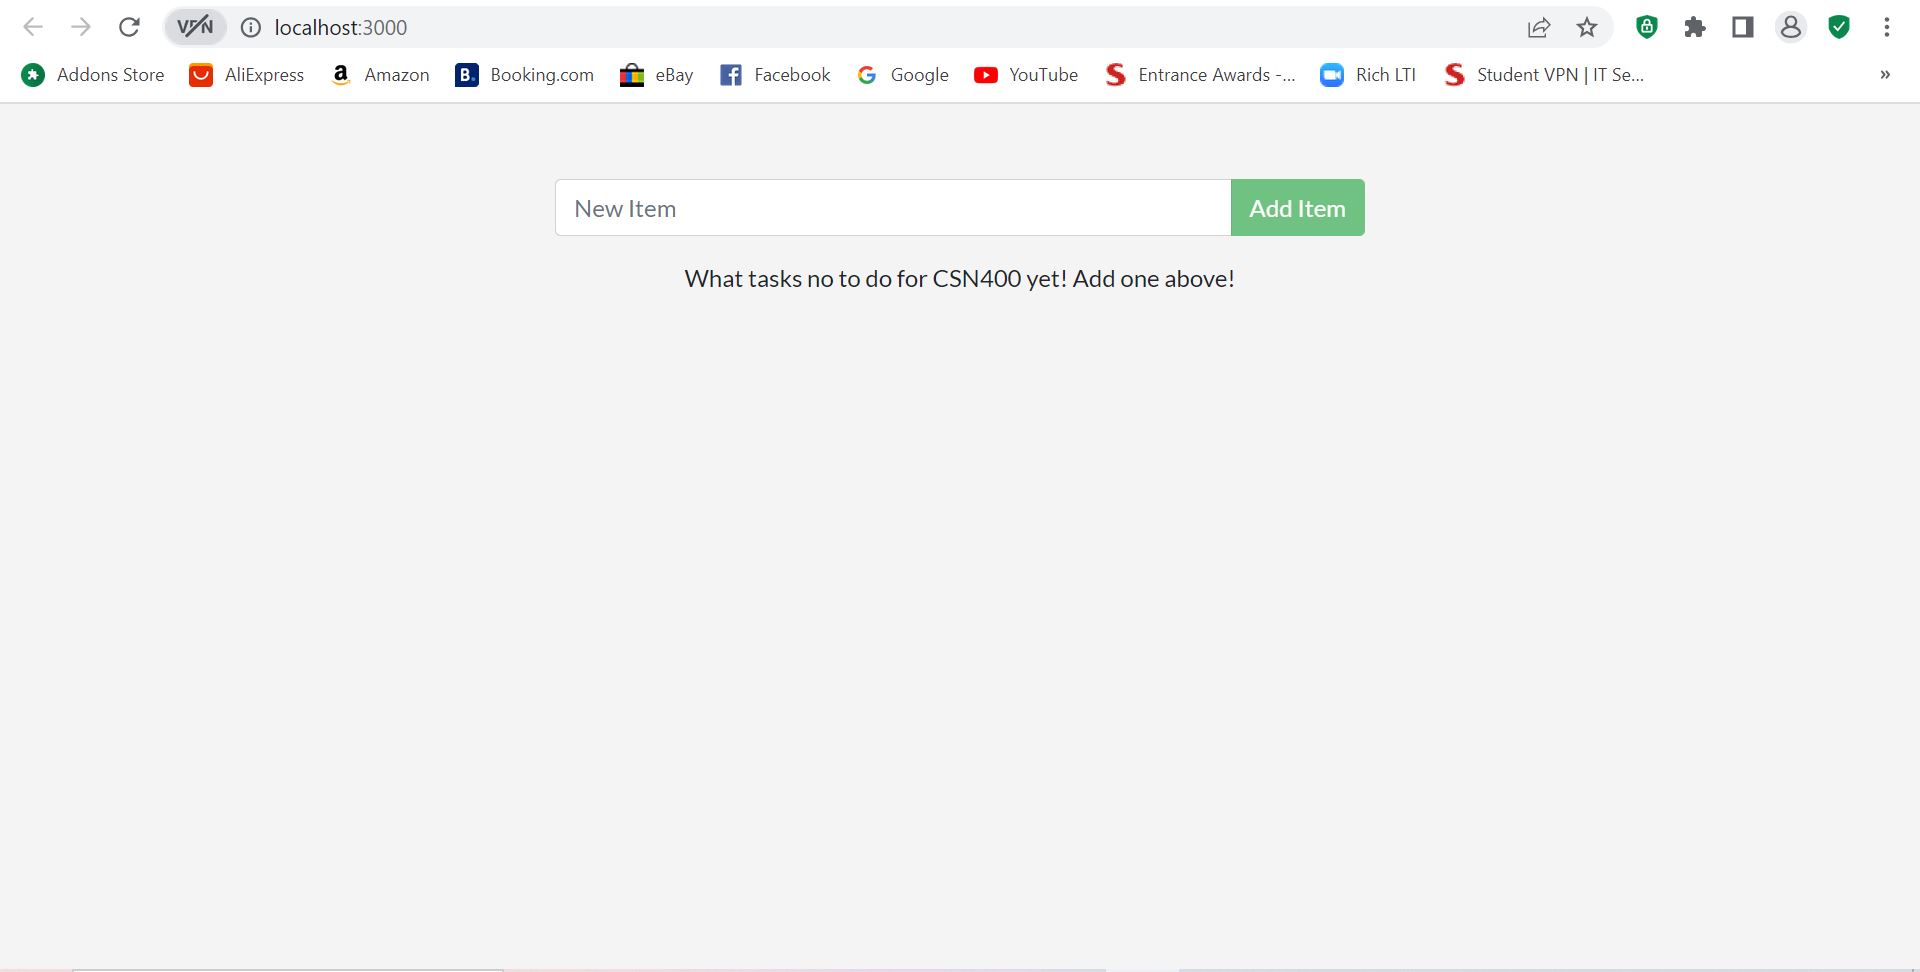 VPN localhost:3000
Addons Store AliExpress a Amazon B. Booking.com eBay Facebook G Google YouTube S Entrance Awards -... Rich LTI S Student VPN | IT Se... »
New Item Add Item
What tasks no to do for CSN400 yet! Add one above!